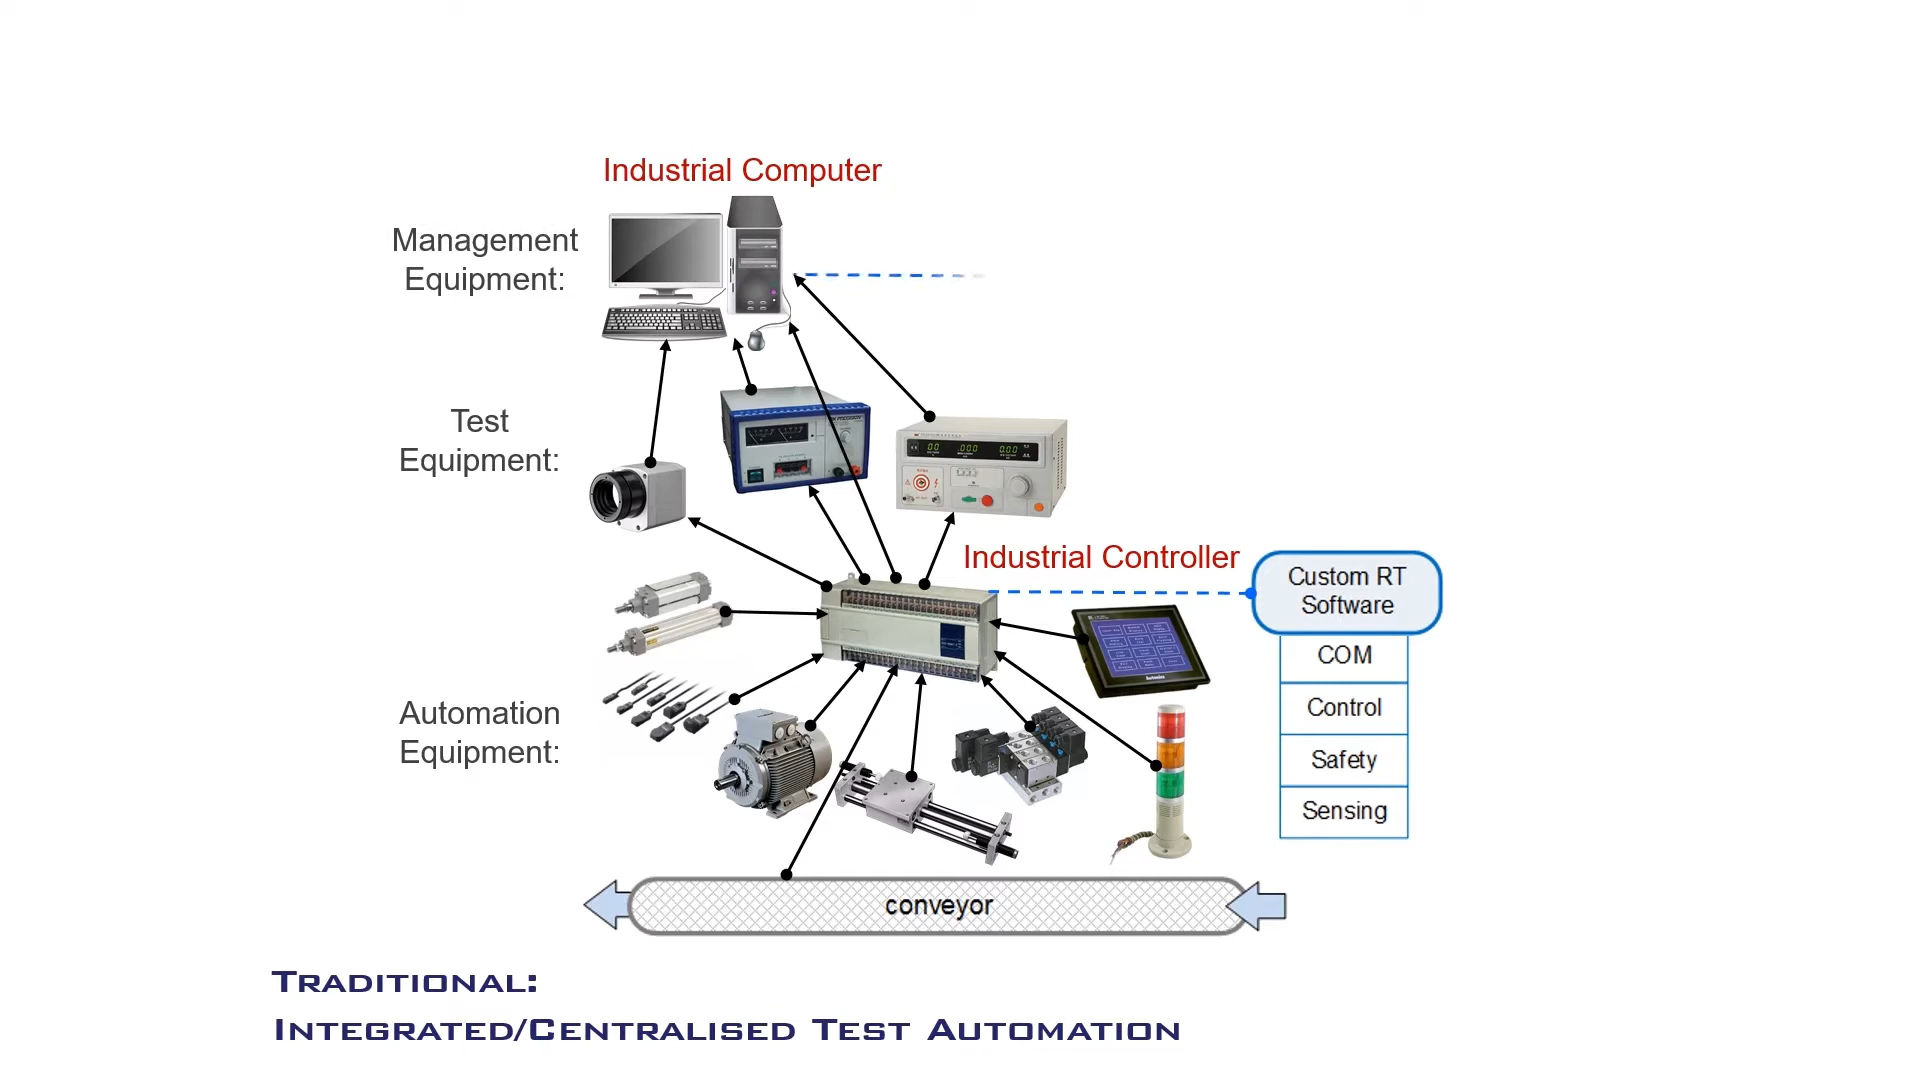 Industrial Computer
Management
Equipment:
Test
Equipment:
Industrial Controller
Custom RT
Software
COM
Control
Safety
Sensing
Automation
Equipment:
conveyor
TRADITIONAL:
INTEGRATED/CENTRALISED TEST AUTOMATION